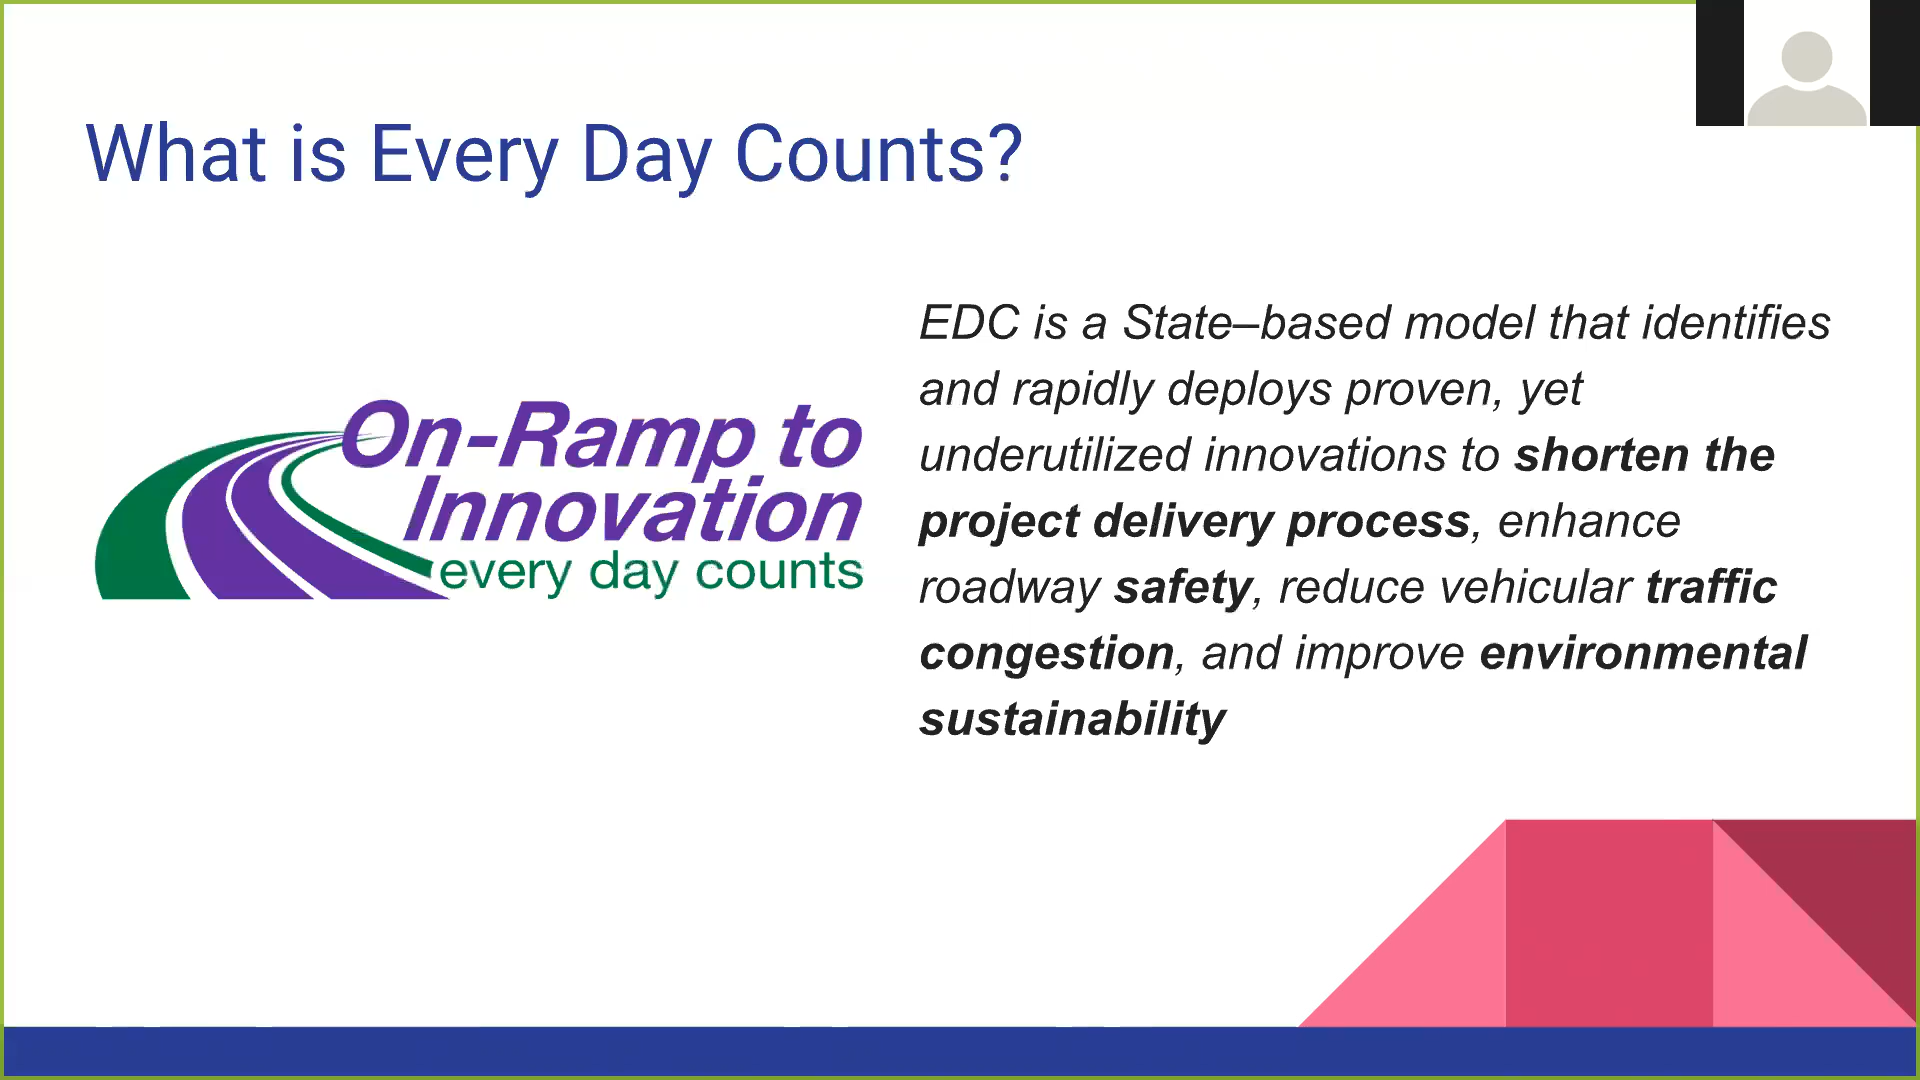 What is Every Day Counts?
On-Ramp to
Innovation
every day counts
EDC is a State–based model that identifies
and rapidly deploys proven, yet
underutilized innovations to shorten the
project delivery process, enhance
roadway safety, reduce vehicular traffic
congestion, and improve environmental
sustainability